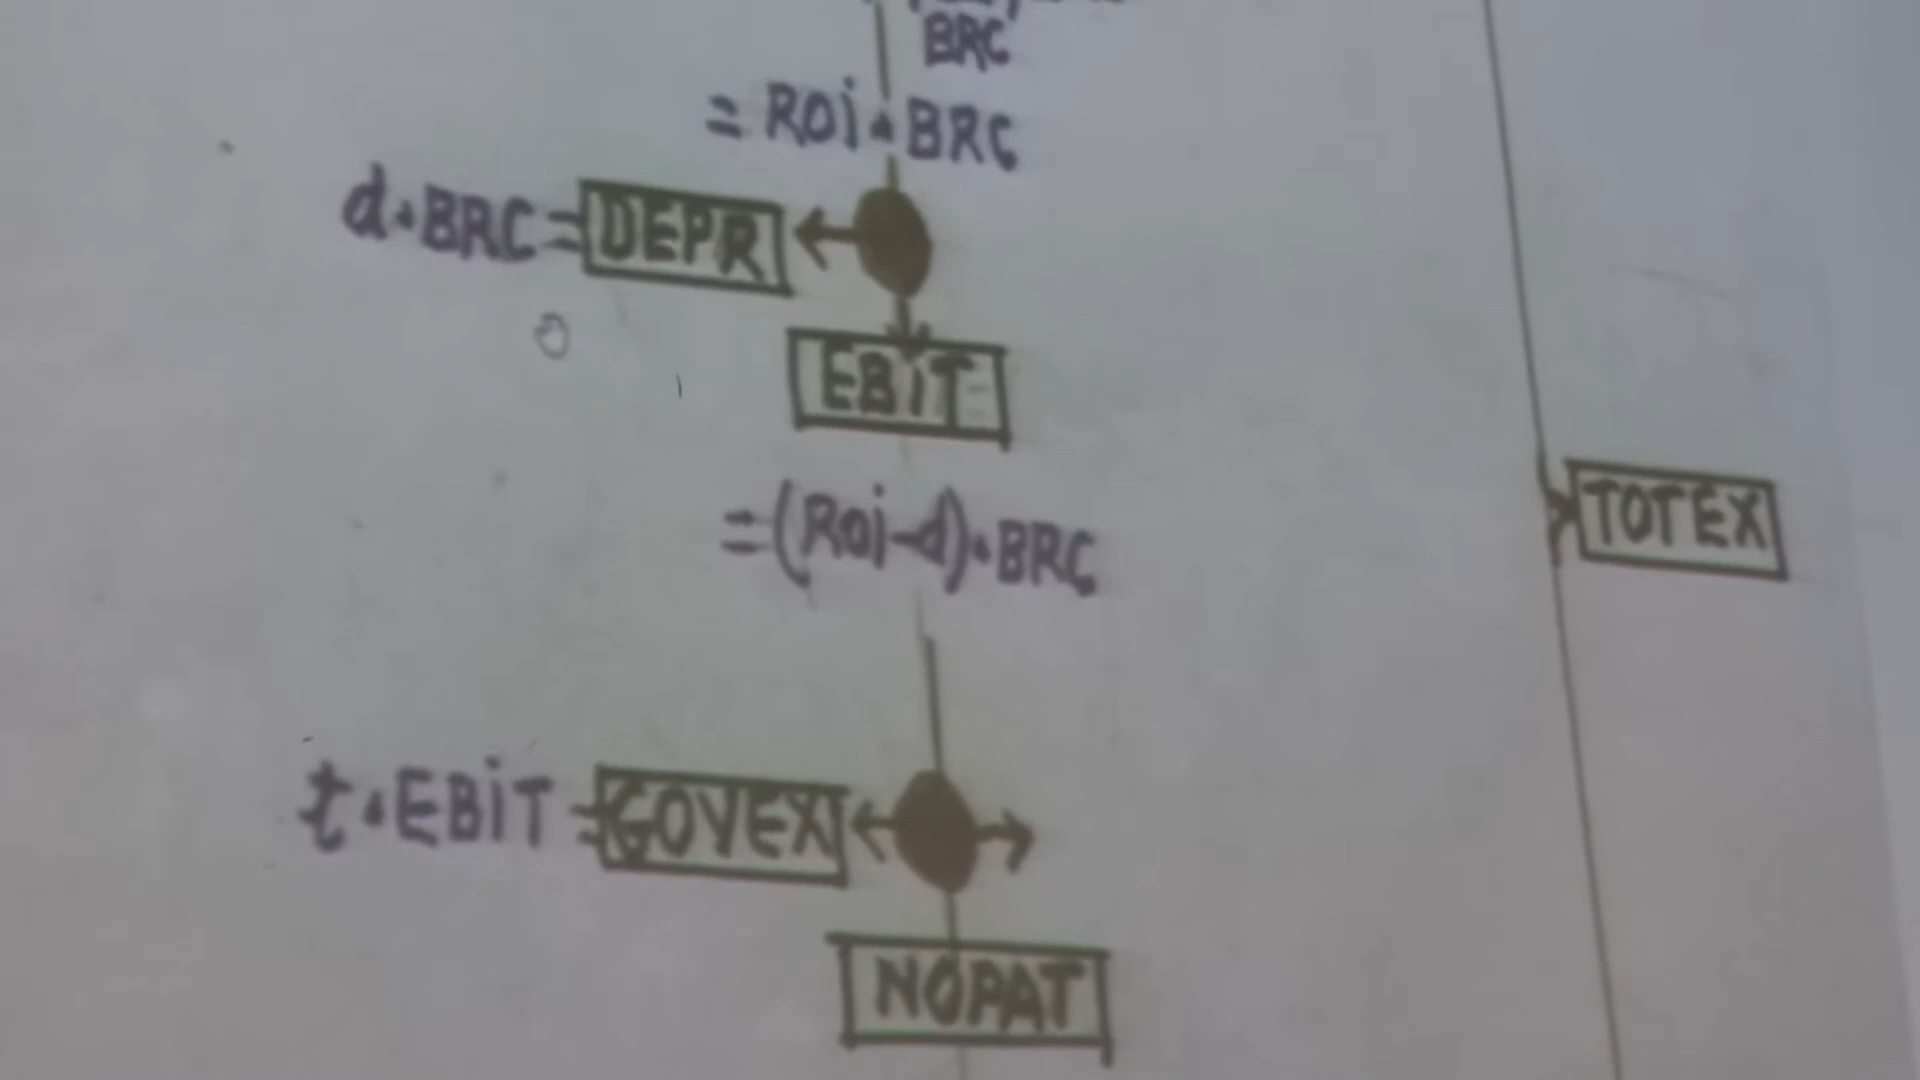 BRC
= ROi • BRC
d • BRC = DEPR
EBiT
= (ROi-d) • BRC
TOTEX
t • EBiT = GOVEX
NOPAT